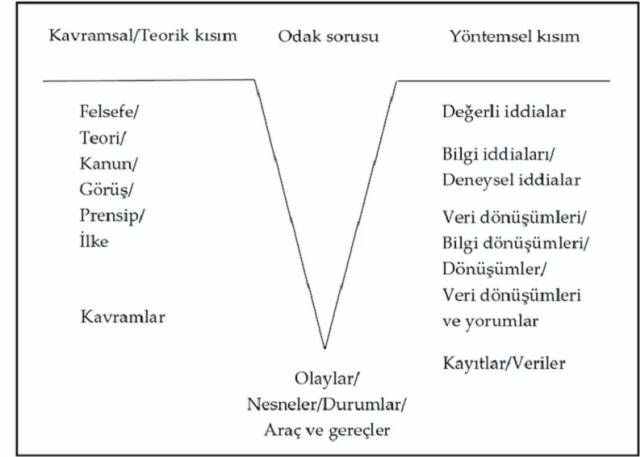 Kavramsal/Teorik kısım
Odak sorusu
Yöntemsel kısım
Felsefe/
Teori/
Kanun/
Görüş/
Prensip/
İlke
Kavramlar
Olaylar/
Nesneler/Durumlar/
Araç ve gereçler
Değerli iddialar
Bilgi iddiaları/
Deneysel iddialar
Veri dönüşümleri/
Bilgi dönüşümleri/
Dönüşümler/
Veri dönüşümleri
ve yorumlar
Kayıtlar/Veriler